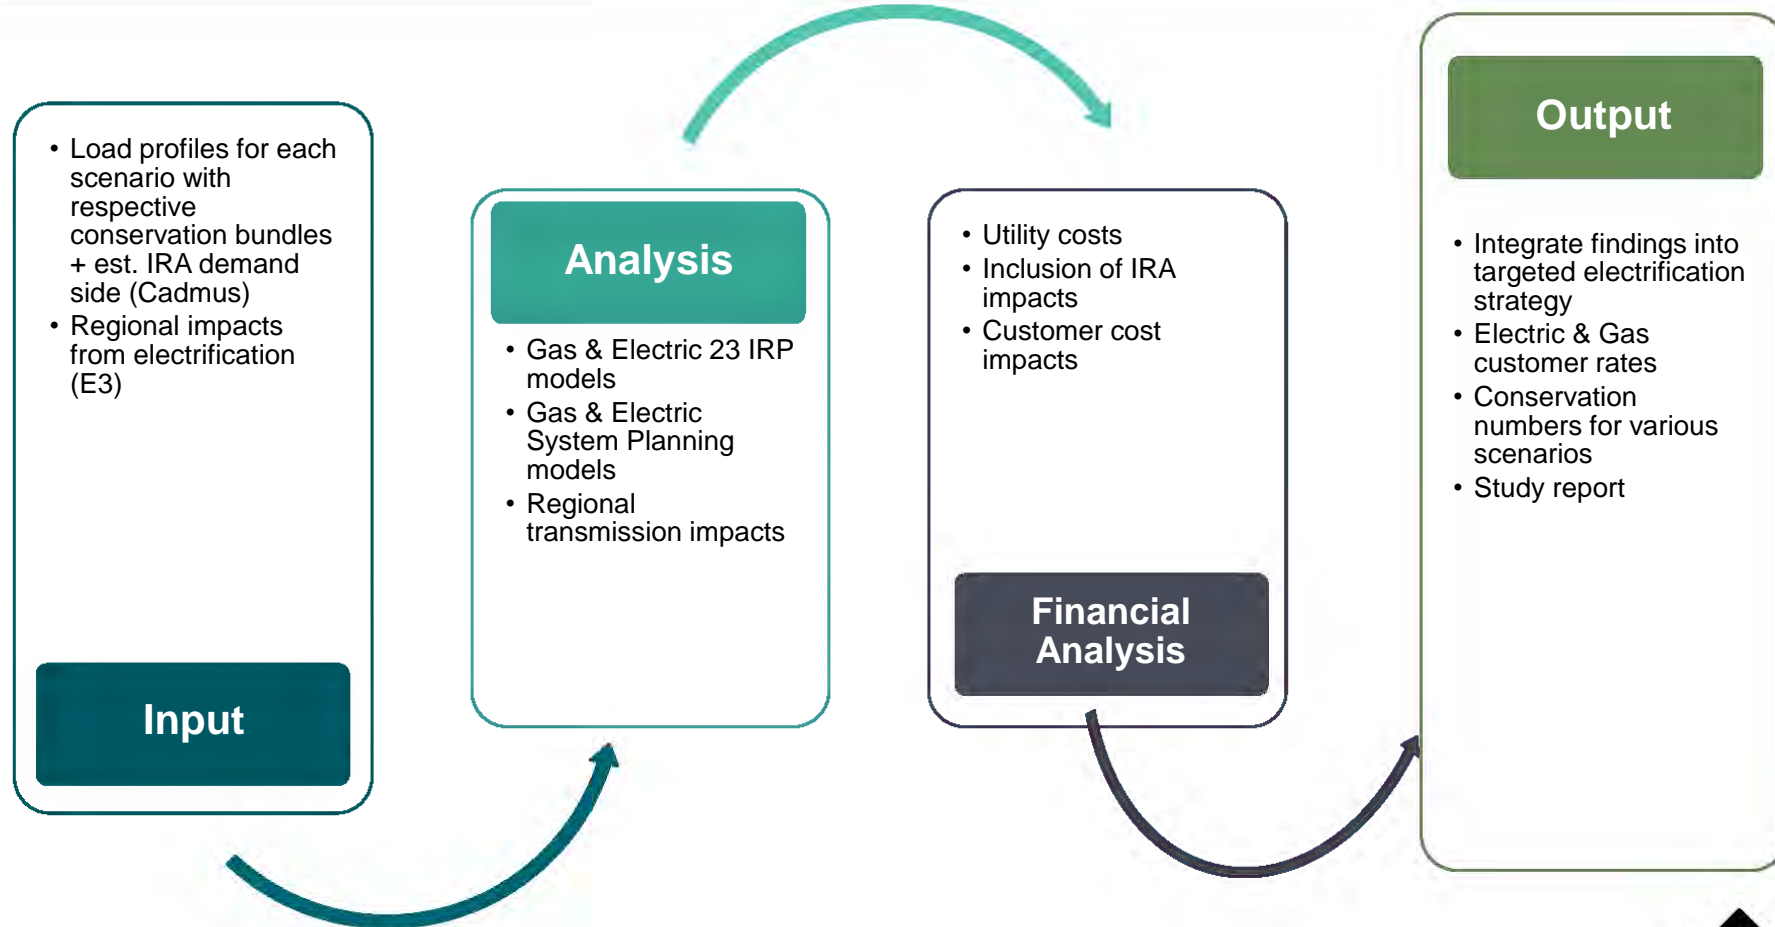 • Load profiles for each
scenario with
respective
conservation bundles
+ est. IRA demand
side (Cadmus)
• Regional impacts
from electrification
(E3)
Input
Analysis
• Gas & Electric 23 IRP
models
• Gas & Electric
System Planning
models
• Regional
transmission impacts
• Utility costs
• Inclusion of IRA
impacts
• Customer cost
impacts
Financial
Analysis
Output
• Integrate findings into
targeted electrification
strategy
• Electric & Gas
customer rates
• Conservation
numbers for various
scenarios
• Study report